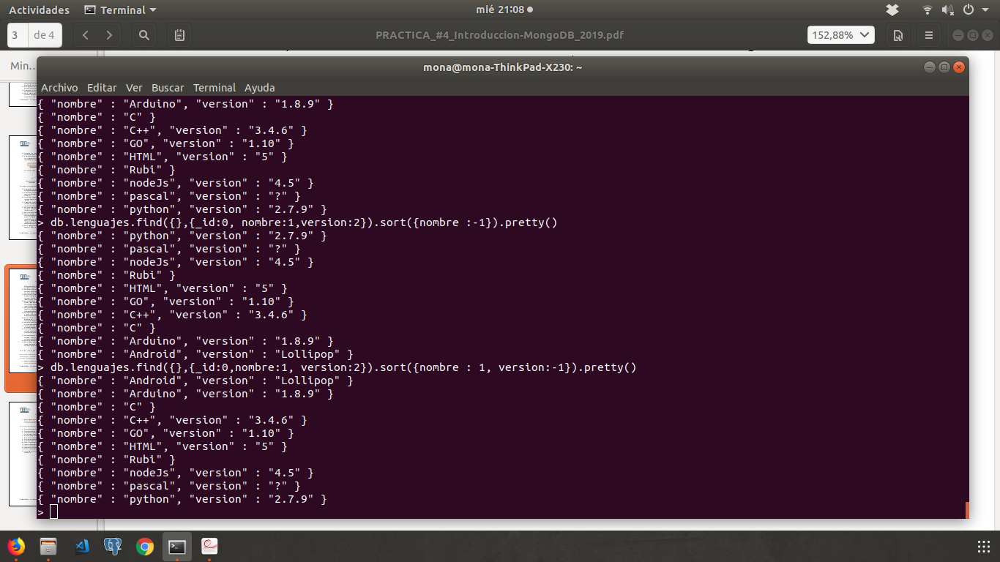 Actividades Terminal mié 21:08
3 de 4 PRACTICA_#4_Introduccion-MongoDB_2019.pdf 152,88%
Min...
mona@mona-ThinkPad-X230: ~
Archivo Editar Ver Buscar Terminal Ayuda
{ "nombre" : "Arduino", "version" : "1.8.9" }
{ "nombre" : "C" }
{ "nombre" : "C++", "version" : "3.4.6" }
{ "nombre" : "GO", "version" : "1.10" }
{ "nombre" : "HTML", "version" : "5" }
{ "nombre" : "Rubi" }
{ "nombre" : "nodeJs", "version" : "4.5" }
{ "nombre" : "pascal", "version" : "?" }
{ "nombre" : "python", "version" : "2.7.9" }
> db.lenguajes.find({},{_id:0, nombre:1,version:2}).sort({nombre :-1}).pretty()
{ "nombre" : "python", "version" : "2.7.9" }
{ "nombre" : "pascal", "version" : "?" }
{ "nombre" : "nodeJs", "version" : "4.5" }
{ "nombre" : "Rubi" }
{ "nombre" : "HTML", "version" : "5" }
{ "nombre" : "GO", "version" : "1.10" }
{ "nombre" : "C++", "version" : "3.4.6" }
{ "nombre" : "C" }
{ "nombre" : "Arduino", "version" : "1.8.9" }
{ "nombre" : "Android", "version" : "Lollipop" }
> db.lenguajes.find({},{_id:0,nombre:1, version:2}).sort({nombre : 1, version:-1}).pretty()
{ "nombre" : "Android", "version" : "Lollipop" }
{ "nombre" : "Arduino", "version" : "1.8.9" }
{ "nombre" : "C" }
{ "nombre" : "C++", "version" : "3.4.6" }
{ "nombre" : "GO", "version" : "1.10" }
{ "nombre" : "HTML", "version" : "5" }
{ "nombre" : "Rubi" }
{ "nombre" : "nodeJs", "version" : "4.5" }
{ "nombre" : "pascal", "version" : "?" }
{ "nombre" : "python", "version" : "2.7.9" }
>